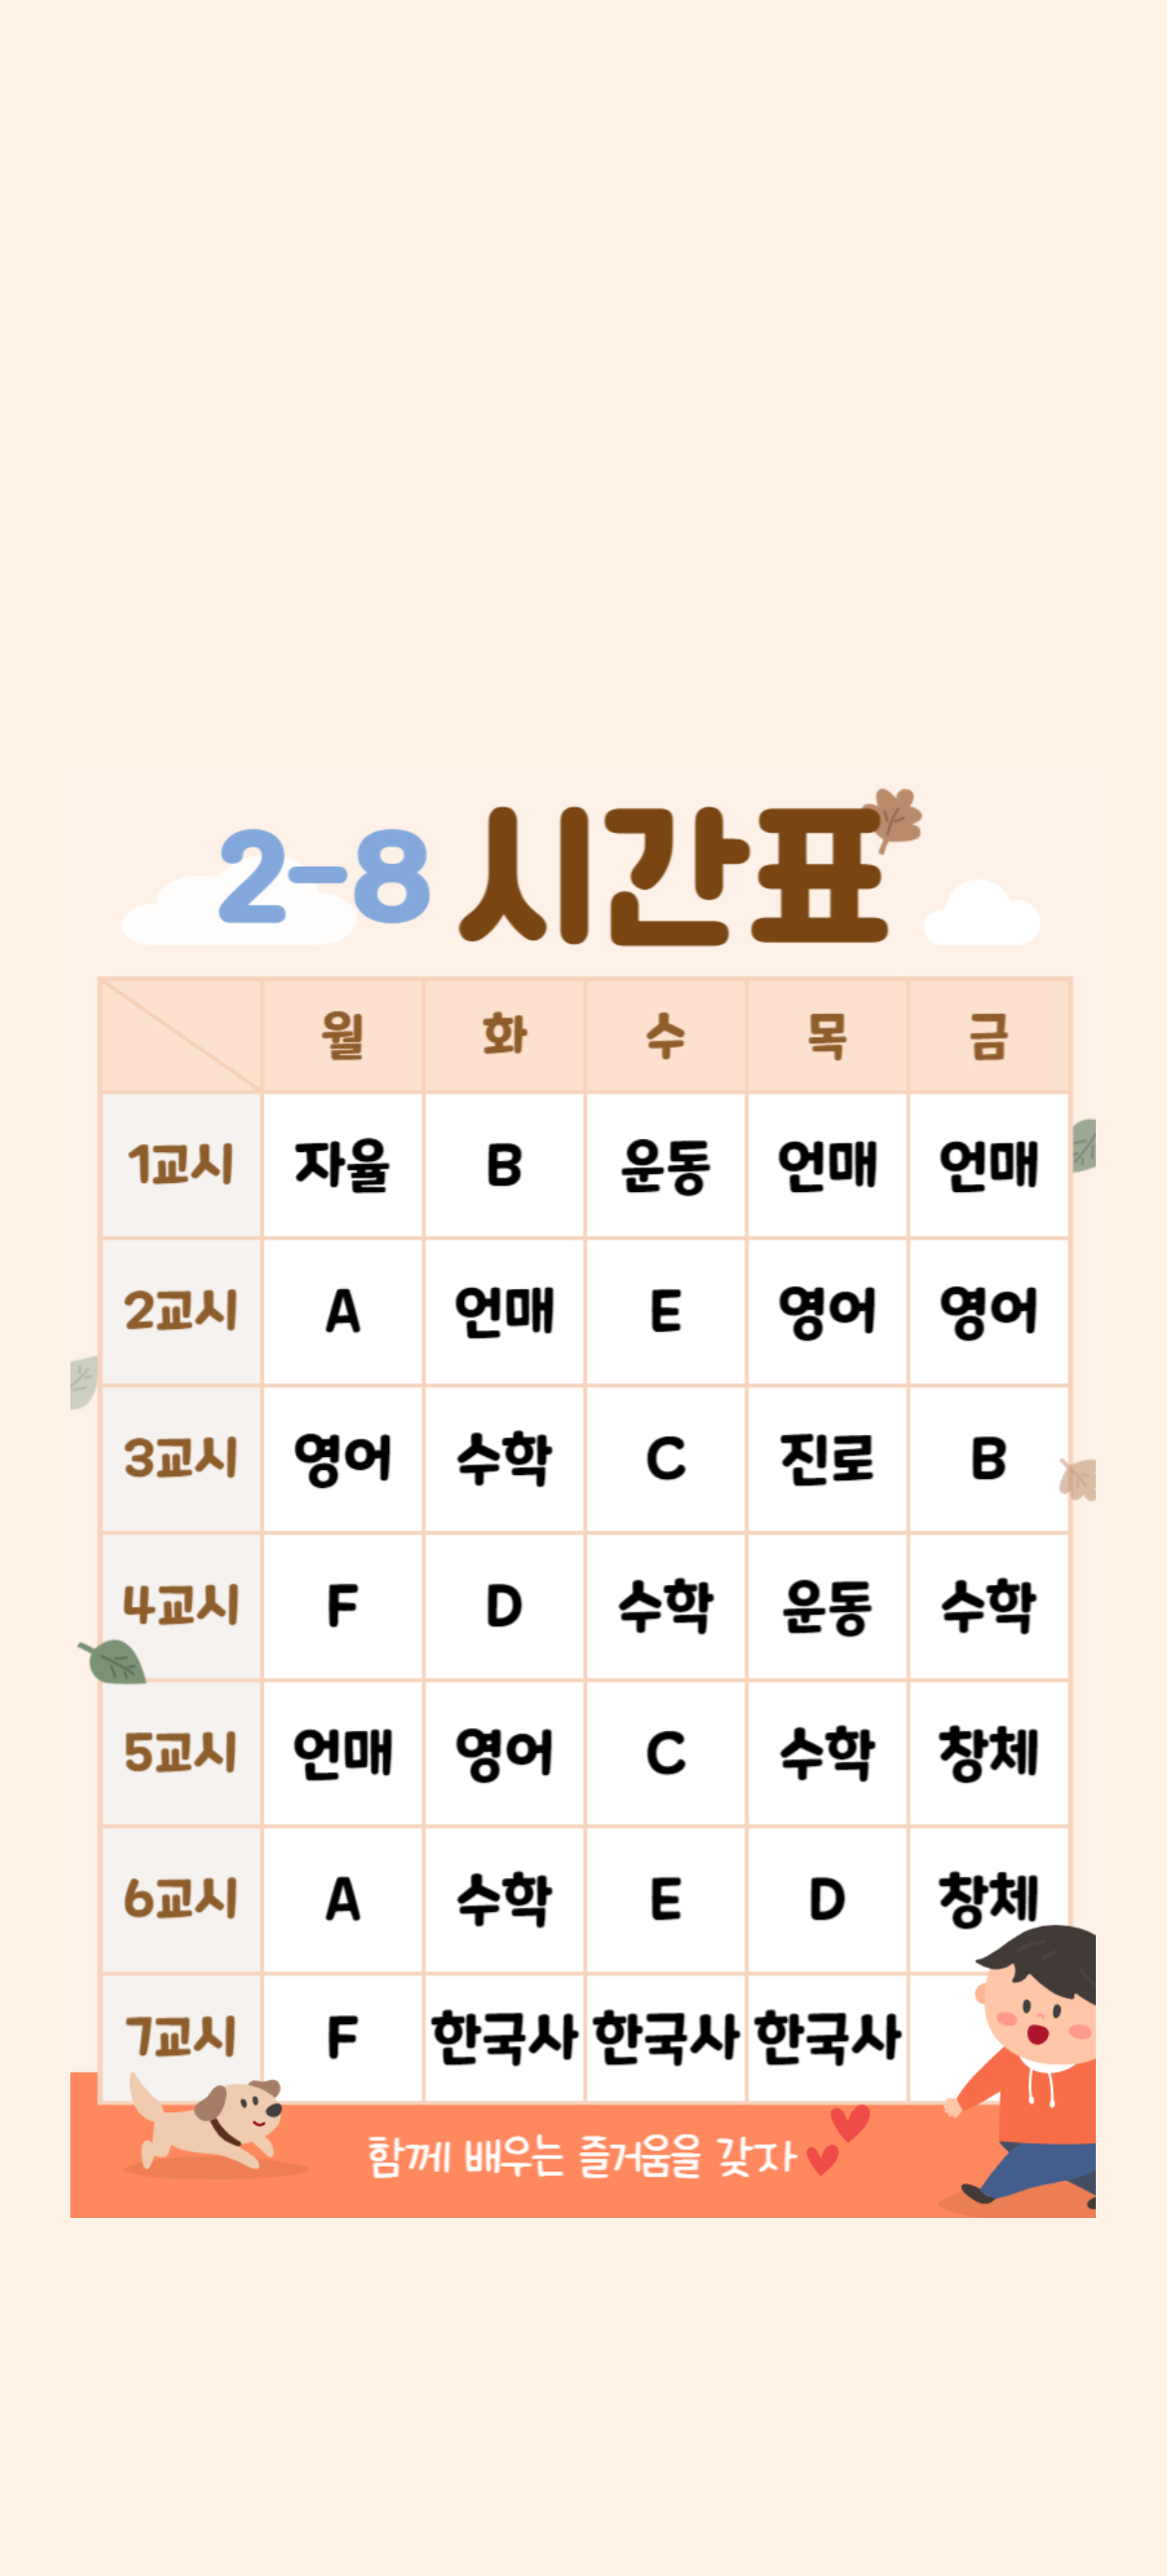 2-8 시간표
월 화 수 목 금
1교시 자율 B 운동 언매 언매
2교시 A 언매 E 영어 영어
3교시 영어 수학 C 진로 B
4교시 F D 수학 운동 수학
5교시 언매 영어 C 수학 창체
6교시 A 수학 E D 창체
7교시 F 한국사 한국사 한국사
함께 배우는 즐거움을 갖자